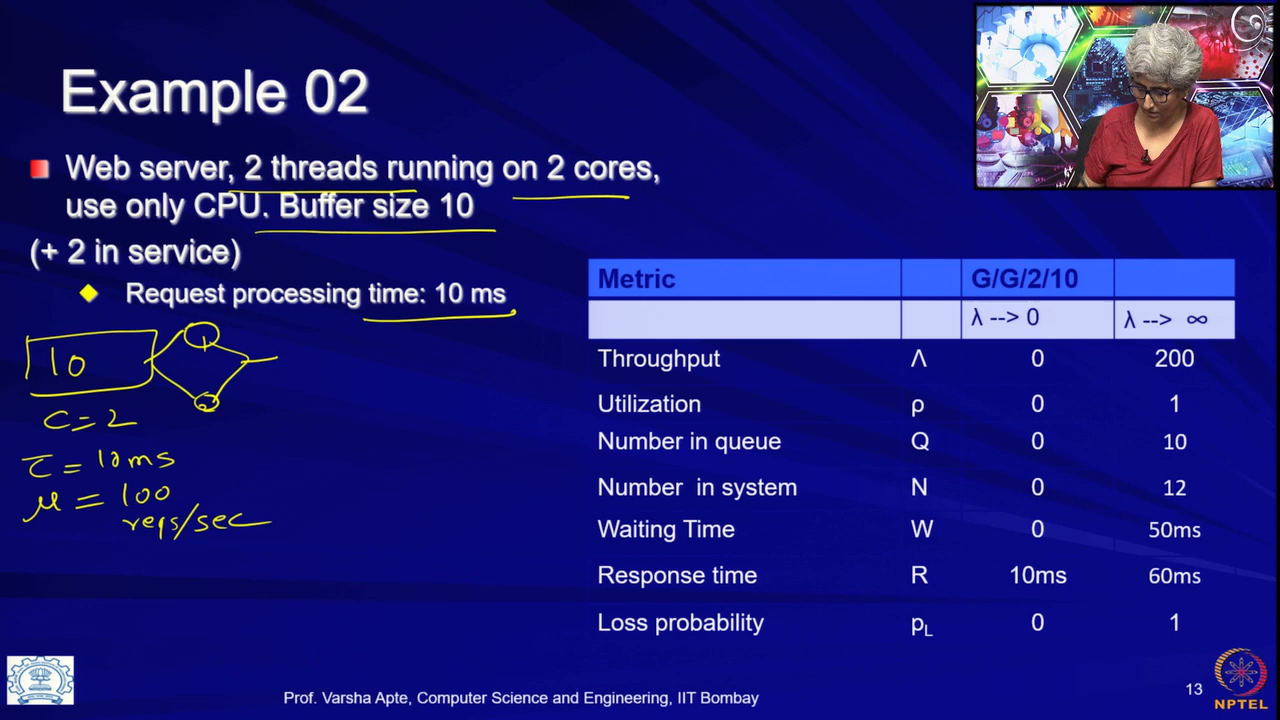 Example 02
Web server, 2 threads running on 2 cores,
use only CPU. Buffer size 10
(+ 2 in service)
Request processing time: 10 ms
10
C = 2
τ = 10ms
μ = 100
reqs/sec
Metric G/G/2/10
λ --> 0 λ --> ∞
Throughput Λ 0 200
Utilization ρ 0 1
Number in queue Q 0 10
Number in system N 0 12
Waiting Time W 0 50ms
Response time R 10ms 60ms
Loss probability pL 0 1
Prof. Varsha Apte, Computer Science and Engineering, IIT Bombay
13
NPTEL